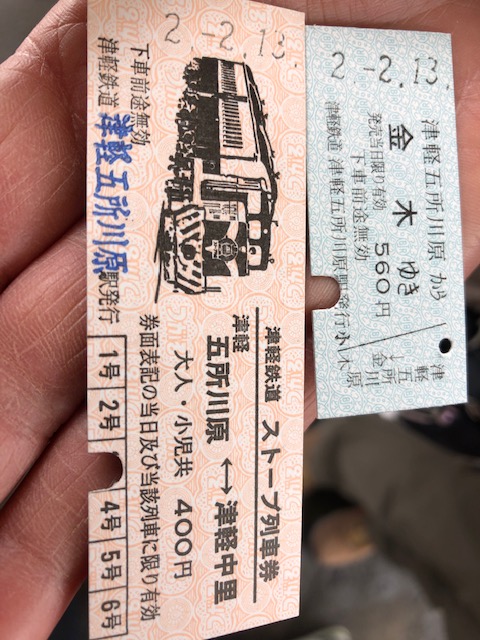 2.-2.13.
津軽鉄道 ストーブ列車券
津軽
五所川原 ↔ 津軽中里
大人・小児共 400円
券面表記の当日及び当該列車に限り有効
下車前途無効
津軽鉄道 津軽五所川原駅発行
1号 2号 4号 5号 6号
2.-2.13.
津軽五所川原 から
金木 ゆき
発売当日限り有効 560円
下車前途無効
津軽鉄道 津軽五所川原駅発行
小
津軽
五所川原
↓
金木